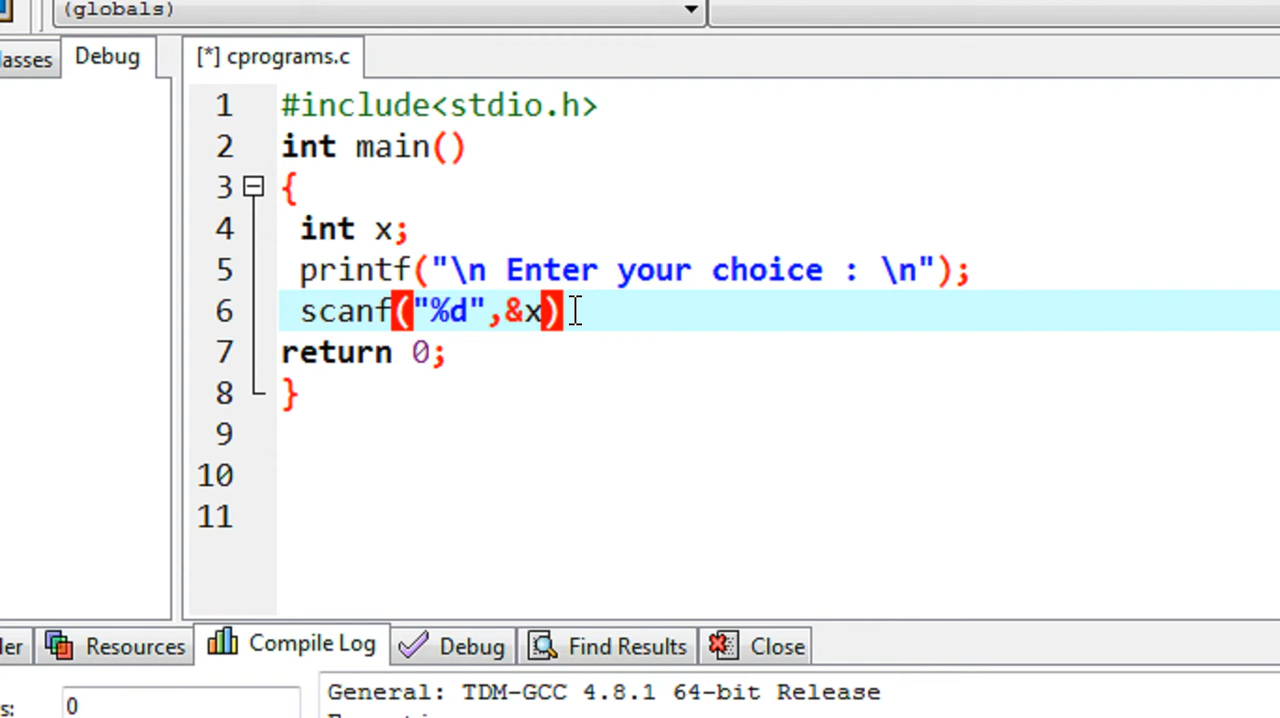 (globals)
asses Debug [*] cprograms.c
1 #include<stdio.h>
2 int main()
3 {
4 int x;
5 printf("\n Enter your choice : \n");
6 scanf("%d",&x)
7 return 0;
8 }
9
10
11
ler Resources Compile Log Debug Find Results Close
s: 0 General: TDM-GCC 4.8.1 64-bit Release